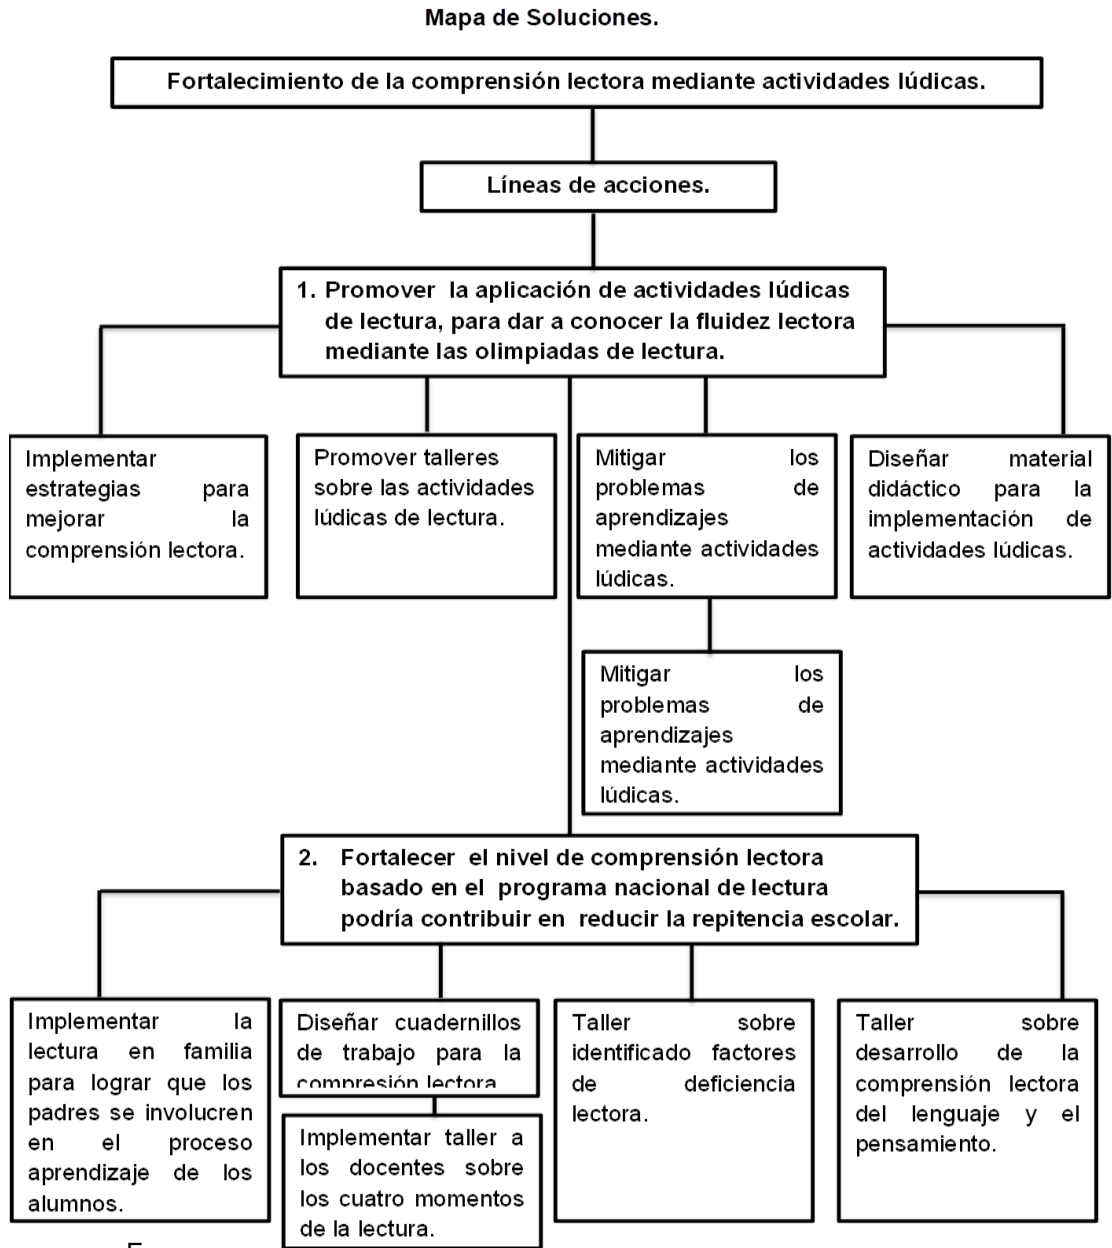 Mapa de Soluciones.
Fortalecimiento de la comprensión lectora mediante actividades lúdicas.
Líneas de acciones.
1. Promover la aplicación de actividades lúdicas
de lectura, para dar a conocer la fluidez lectora
mediante las olimpiadas de lectura.
Implementar
estrategias para
mejorar la
comprensión lectora.
Promover talleres
sobre las actividades
lúdicas de lectura.
Mitigar los
problemas de
aprendizajes
mediante actividades
lúdicas.
Diseñar material
didáctico para la
implementación de
actividades lúdicas.
Mitigar los
problemas de
aprendizajes
mediante actividades
lúdicas.
2. Fortalecer el nivel de comprensión lectora
basado en el programa nacional de lectura
podría contribuir en reducir la repitencia escolar.
Implementar la
lectura en familia
para lograr que los
padres se involucren
en el proceso
aprendizaje de los
alumnos.
Diseñar cuadernillos
de trabajo para la
compresión lectora
Implementar taller a
los docentes sobre
los cuatro momentos
de la lectura.
Taller sobre
identificado factores
de deficiencia
lectora.
Taller sobre
desarrollo de la
comprensión lectora
del lenguaje y el
pensamiento.